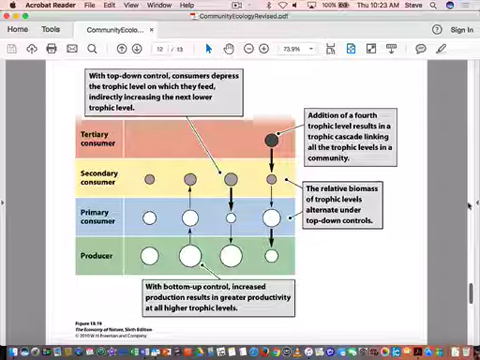 Acrobat Reader File Edit View Window Help
Thu 10:23 AM Steve
CommunityEcologyRevised.pdf
Home Tools CommunityEcolo... × Sign In
12 / 13 73.9%
With top-down control, consumers depress
the trophic level on which they feed,
indirectly increasing the next lower
trophic level.
Addition of a fourth
trophic level results in a
trophic cascade linking
all the trophic levels in a
community.
Tertiary
consumer
Secondary
consumer
The relative biomass
of trophic levels
alternate under
top-down controls.
Primary
consumer
Producer
With bottom-up control, increased
production results in greater productivity
at all higher trophic levels.
Figure 18.19
The Economy of Nature, Sixth Edition
© 2010 W.H. Freeman and Company